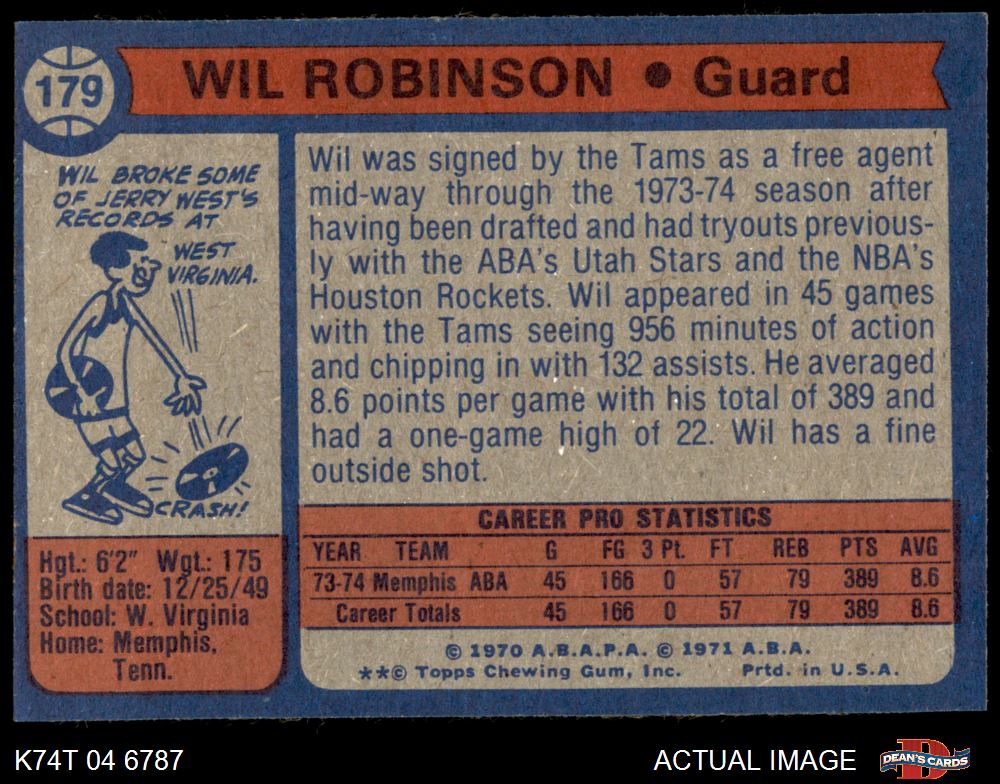 179
WIL ROBINSON • Guard
WIL BROKE SOME
OF JERRY WEST'S
RECORDS AT
WEST
VIRGINIA.
CRASH!
Hgt.: 6'2" Wgt.: 175
Birth date: 12/25/49
School: W. Virginia
Home: Memphis,
Tenn.
Wil was signed by the Tams as a free agent
mid-way through the 1973-74 season after
having been drafted and had tryouts previous-
ly with the ABA's Utah Stars and the NBA's
Houston Rockets. Wil appeared in 45 games
with the Tams seeing 956 minutes of action
and chipping in with 132 assists. He averaged
8.6 points per game with his total of 389 and
had a one-game high of 22. Wil has a fine
outside shot.
CAREER PRO STATISTICS
YEAR TEAM G FG 3 Pt. FT REB PTS AVG
73-74 Memphis ABA 45 166 0 57 79 389 8.6
Career Totals 45 166 0 57 79 389 8.6
© 1970 A.B.A.P.A. © 1971 A.B.A.
**© Topps Chewing Gum, Inc. Prtd. in U.S.A.
K74T 04 6787 ACTUAL IMAGE
D
DEAN'S CARDS